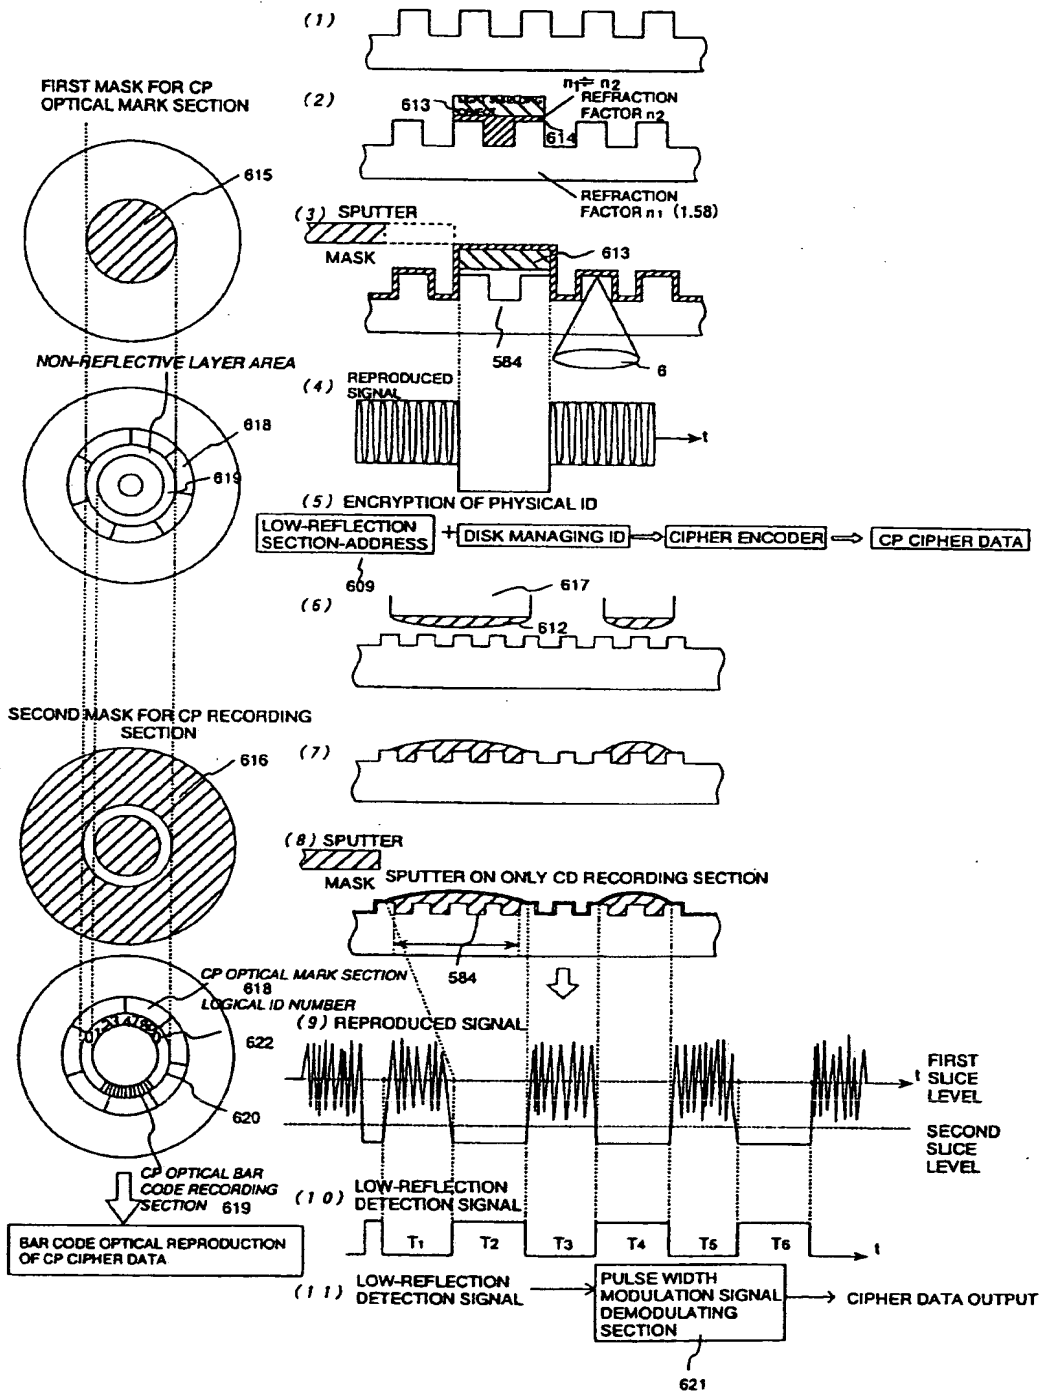 (1)
FIRST MASK FOR CP
OPTICAL MARK SECTION
615
(2)
613
n1≒n2
REFRACTION
FACTOR n2
614
REFRACTION
FACTOR n1 (1.58)
(3) SPUTTER
MASK
613
584
6
NON-REFLECTIVE LAYER AREA
618
619
(4) REPRODUCED
SIGNAL
t
(5) ENCRYPTION OF PHYSICAL ID
LOW-REFLECTION
SECTION-ADDRESS
+
DISK MANAGING ID
CIPHER ENCODER
CP CIPHER DATA
609
(6)
617
612
SECOND MASK FOR CP RECORDING
SECTION
616
(7)
(8) SPUTTER
MASK
SPUTTER ON ONLY CD RECORDING SECTION
584
CP OPTICAL MARK SECTION
618
LOGICAL ID NUMBER
622
620
CP OPTICAL BAR
CODE RECORDING
SECTION 619
BAR CODE OPTICAL REPRODUCTION
OF CP CIPHER DATA
(9) REPRODUCED SIGNAL
t
FIRST
SLICE
LEVEL
SECOND
SLICE
LEVEL
(10) LOW-REFLECTION
DETECTION SIGNAL
T1 T2 T3 T4 T5 T6
t
(11) LOW-REFLECTION
DETECTION SIGNAL
PULSE WIDTH
MODULATION SIGNAL
DEMODULATING
SECTION
CIPHER DATA OUTPUT
621